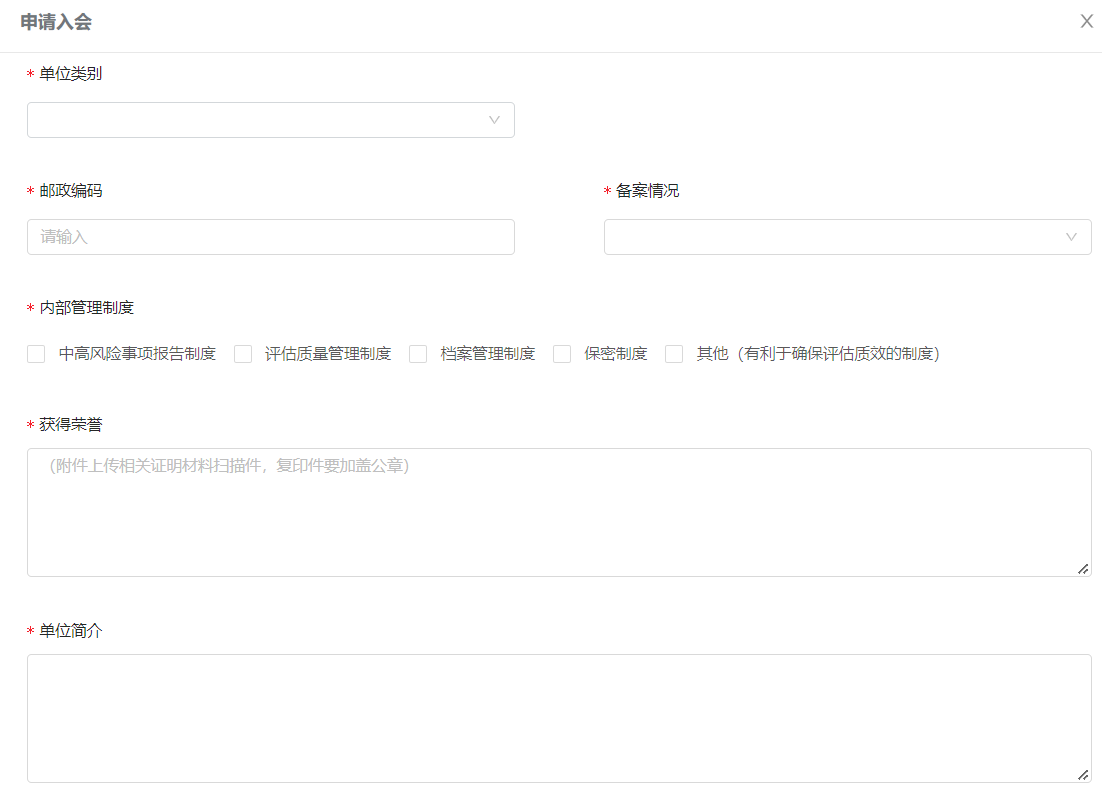 申请入会
* 单位类别
* 邮政编码
* 备案情况
请输入
* 内部管理制度
中高风险事项报告制度 评估质量管理制度 档案管理制度 保密制度 其他（有利于确保评估质效的制度）
* 获得荣誉
（附件上传相关证明材料扫描件，复印件要加盖公章）
* 单位简介